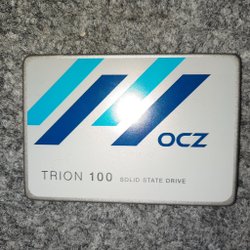 OCZ
TRION 100 SOLID STATE DRIVE